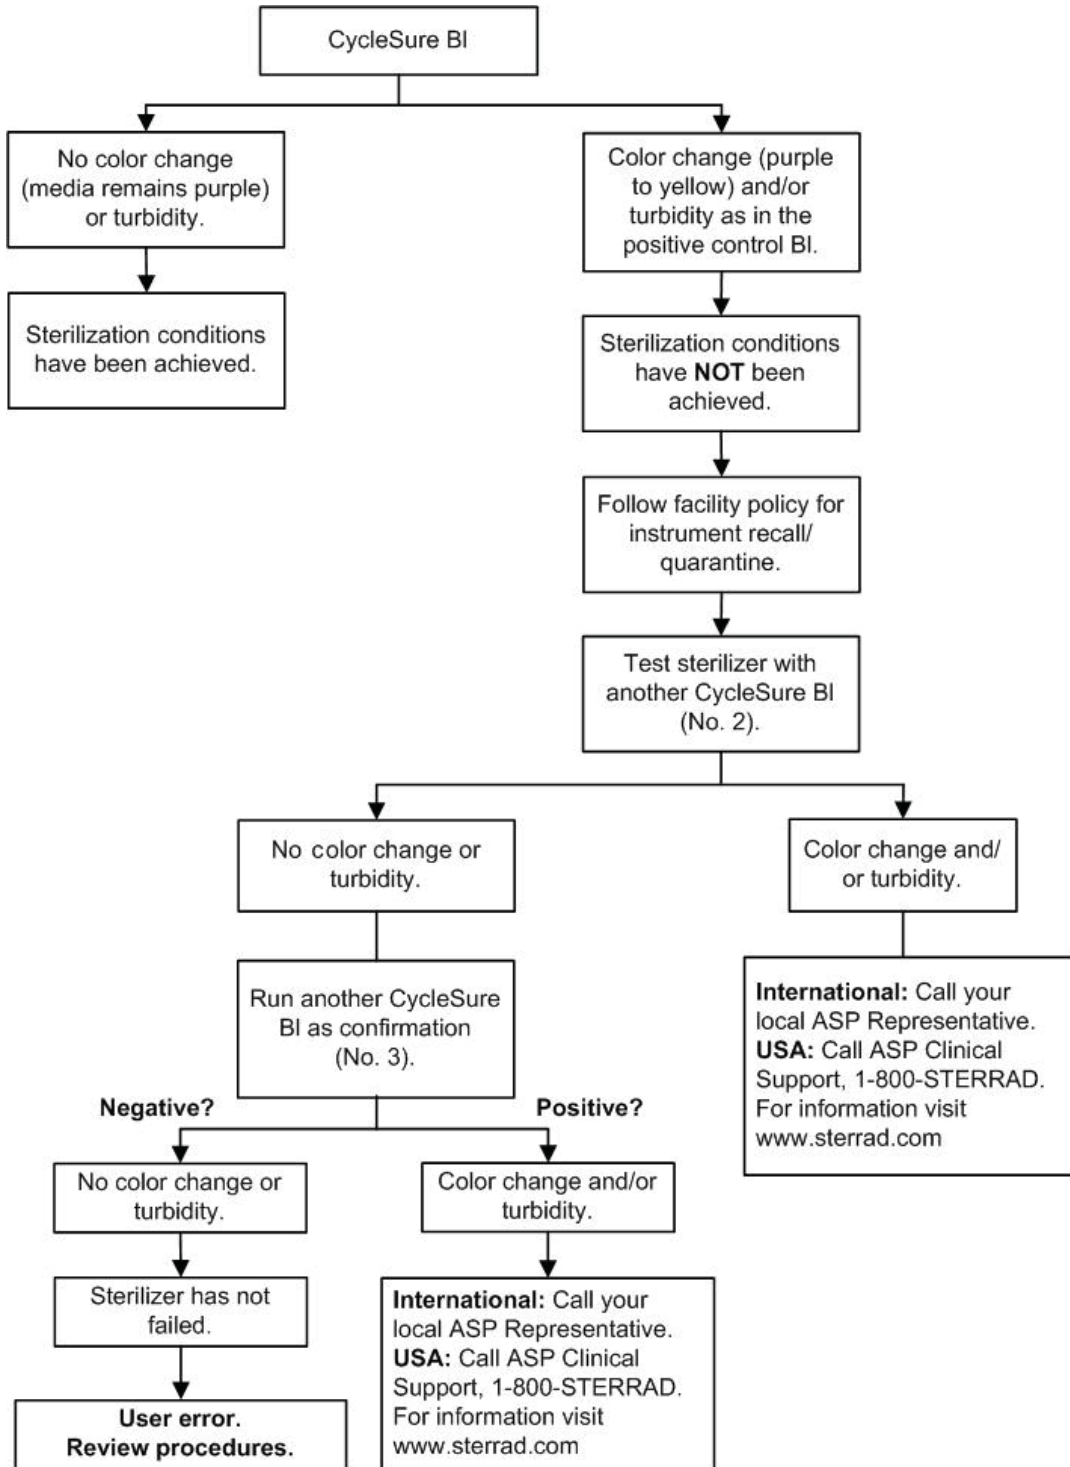 CycleSure BI
No color change
(media remains purple)
or turbidity.
Color change (purple
to yellow) and/or
turbidity as in the
positive control BI.
Sterilization conditions
have been achieved.
Sterilization conditions
have NOT been
achieved.
Follow facility policy for
instrument recall/
quarantine.
Test sterilizer with
another CycleSure BI
(No. 2).
No color change or
turbidity.
Color change and/
or turbidity.
Run another CycleSure
BI as confirmation
(No. 3).
International: Call your
local ASP Representative.
USA: Call ASP Clinical
Support, 1-800-STERRAD.
For information visit
www.sterrad.com
Negative?
Positive?
No color change or
turbidity.
Color change and/or
turbidity.
Sterilizer has not
failed.
International: Call your
local ASP Representative.
USA: Call ASP Clinical
Support, 1-800-STERRAD.
For information visit
www.sterrad.com
User error.
Review procedures.